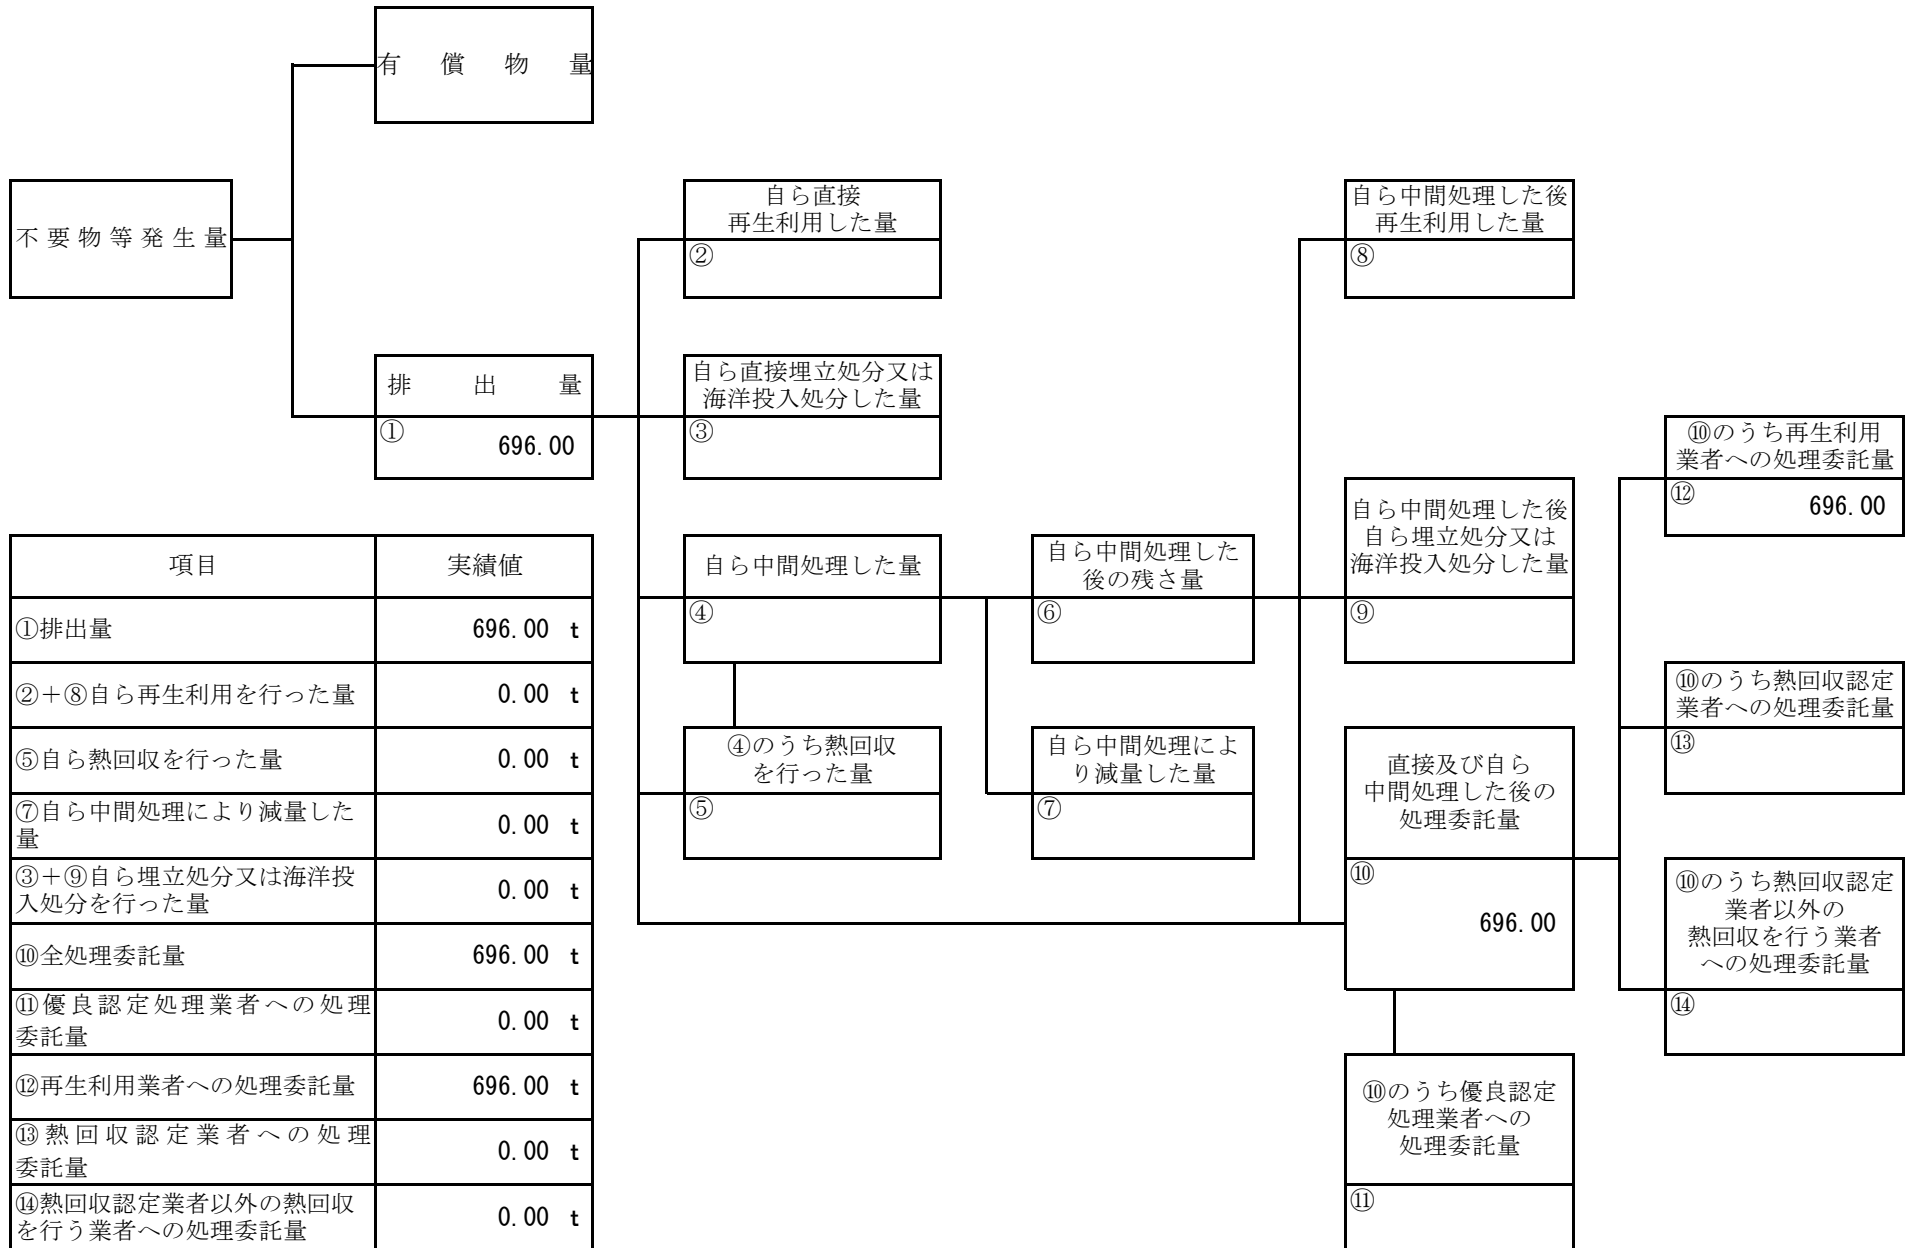 有償物量
不要物等発生量
自ら直接
再生利用した量
②
自ら中間処理した後
再生利用した量
⑧
排出量
①
696.00
自ら直接埋立処分又は
海洋投入処分した量
③
⑩のうち再生利用
業者への処理委託量
⑫
696.00
自ら中間処理した量
④
自ら中間処理した
後の残さ量
⑥
自ら中間処理した後
自ら埋立処分又は
海洋投入処分した量
⑨
⑩のうち熱回収認定
業者への処理委託量
⑬
④のうち熱回収
を行った量
⑤
自ら中間処理によ
り減量した量
⑦
直接及び自ら
中間処理した後の
処理委託量
⑩
696.00
⑩のうち熱回収認定
業者以外の
熱回収を行う業者
への処理委託量
⑭
⑩のうち優良認定
処理業者への
処理委託量
⑪
項目 実績値
①排出量 696.00 t
②+⑧自ら再生利用を行った量 0.00 t
⑤自ら熱回収を行った量 0.00 t
⑦自ら中間処理により減量した
量 0.00 t
③+⑨自ら埋立処分又は海洋投
入処分を行った量 0.00 t
⑩全処理委託量 696.00 t
⑪優良認定処理業者への処理
委託量 0.00 t
⑫再生利用業者への処理委託量 696.00 t
⑬熱回収認定業者への処理
委託量 0.00 t
⑭熱回収認定業者以外の熱回収
を行う業者への処理委託量 0.00 t